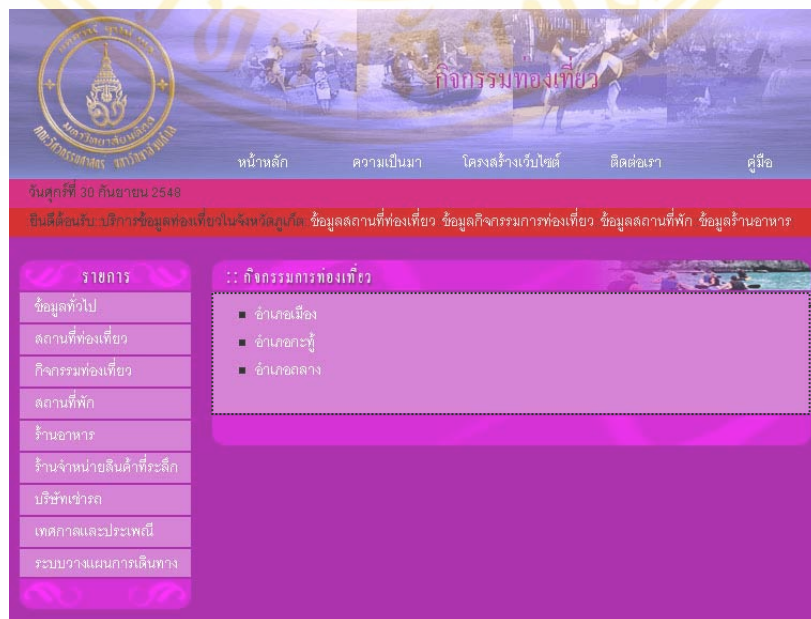 กิจกรรมท่องเที่ยว
หน้าหลัก ความเป็นมา โครงสร้างเว็บไซต์ ติดต่อเรา คู่มือ
วันศุกร์ที่ 30 กันยายน 2548
ยินดีต้อนรับ..บริการข้อมูลท่องเที่ยวในจังหวัดภูเก็ต ข้อมูลสถานที่ท่องเที่ยว ข้อมูลกิจกรรมการท่องเที่ยว ข้อมูลสถานที่พัก ข้อมูลร้านอาหาร
รายการ
ข้อมูลทั่วไป
สถานที่ท่องเที่ยว
กิจกรรมท่องเที่ยว
สถานที่พัก
ร้านอาหาร
ร้านจำหน่ายสินค้าที่ระลึก
บริษัทเช่ารถ
เทศกาลและประเพณี
ระบบวางแผนการเดินทาง
:: กิจกรรมการท่องเที่ยว
อำเภอเมือง
อำเภอกะทู้
อำเภอถลาง